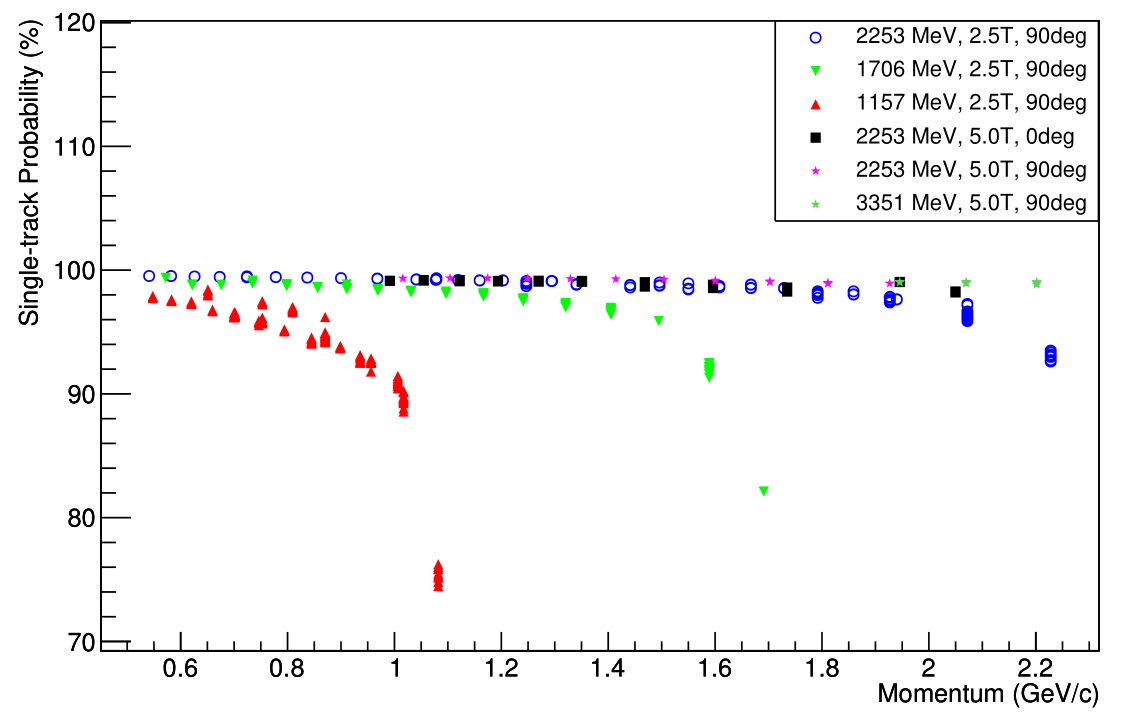 Single-track Probability (%)
120
110
100
90
80
70
2253 MeV, 2.5T, 90deg
1706 MeV, 2.5T, 90deg
1157 MeV, 2.5T, 90deg
2253 MeV, 5.0T, 0deg
2253 MeV, 5.0T, 90deg
3351 MeV, 5.0T, 90deg
0.6 0.8 1 1.2 1.4 1.6 1.8 2 2.2
Momentum (GeV/c)